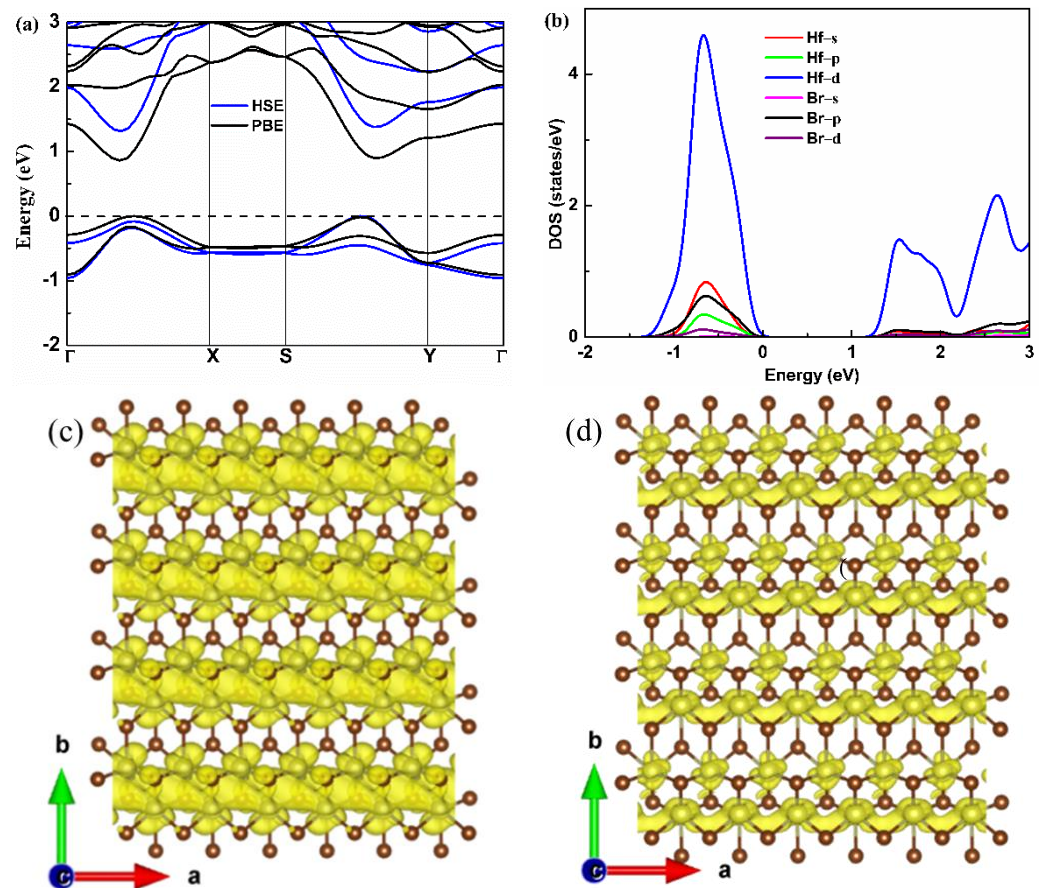 (a)
3
2
1
0
-1
-2
Energy (eV)
HSE
PBE
Γ X S Y Γ
(b)
4
2
0
DOS (states/eV)
Hf-s
Hf-p
Hf-d
Br-s
Br-p
Br-d
-2 -1 0 1 2 3
Energy (eV)
(c)
b
c a
(d)
(
b
c a